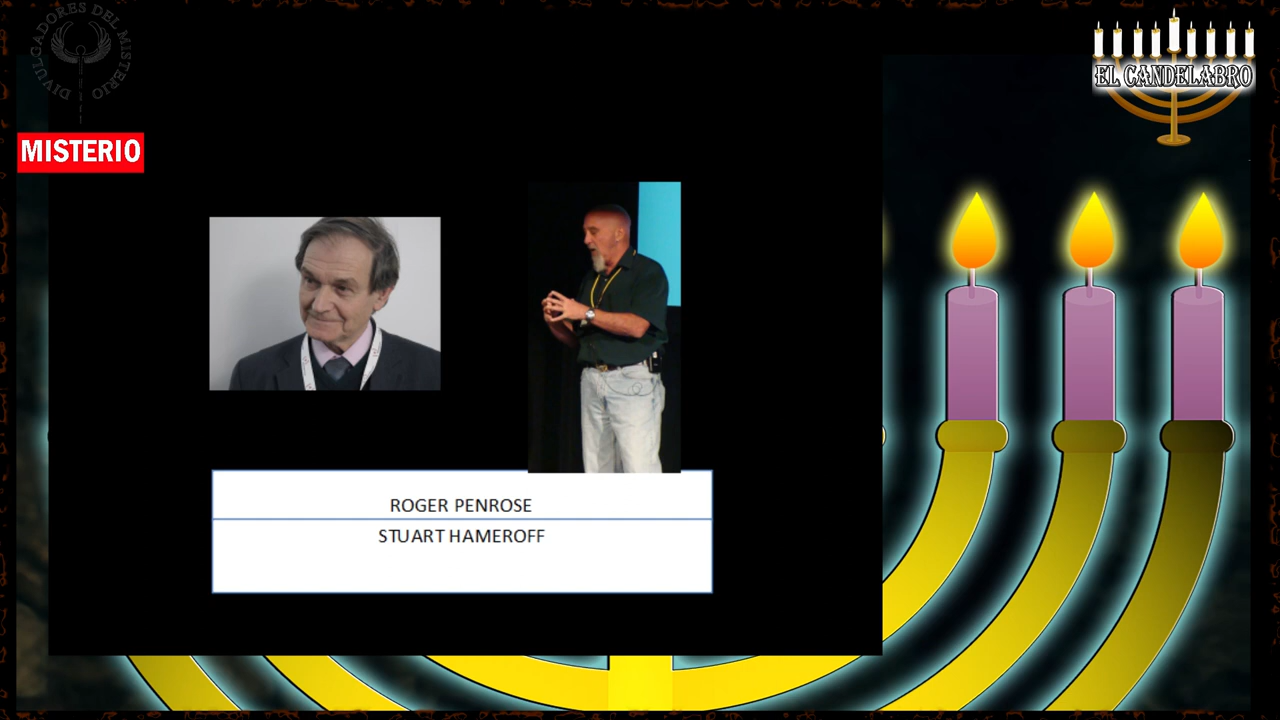 DIVULGADORES DEL MISTERIO
EL CANDELABRO
MISTERIO
ROGER PENROSE
STUART HAMEROFF